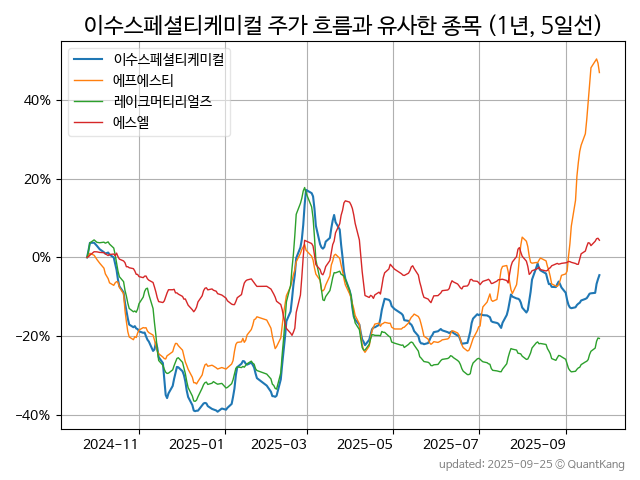 이수스페셜티케미컬 주가 흐름과 유사한 종목 (1년, 5일선)
이수스페셜티케미컬
에프에스티
레이크머티리얼즈
에스엘
40%
20%
0%
−20%
−40%
2024−11 2025−01 2025−03 2025−05 2025−07 2025−09
updated: 2025-09-25 © QuantKang